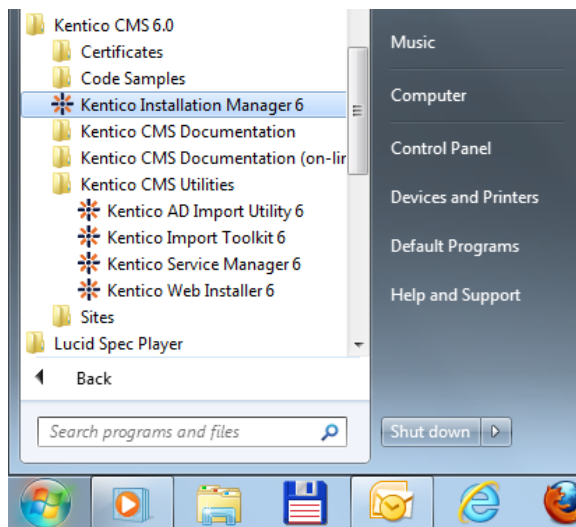 Kentico CMS 6.0
Certificates
Code Samples
Kentico Installation Manager 6
Kentico CMS Documentation
Kentico CMS Documentation (on-lir
Kentico CMS Utilities
Kentico AD Import Utility 6
Kentico Import Toolkit 6
Kentico Service Manager 6
Kentico Web Installer 6
Sites
Lucid Spec Player
Back
Search programs and files
Music
Computer
Control Panel
Devices and Printers
Default Programs
Help and Support
Shut down